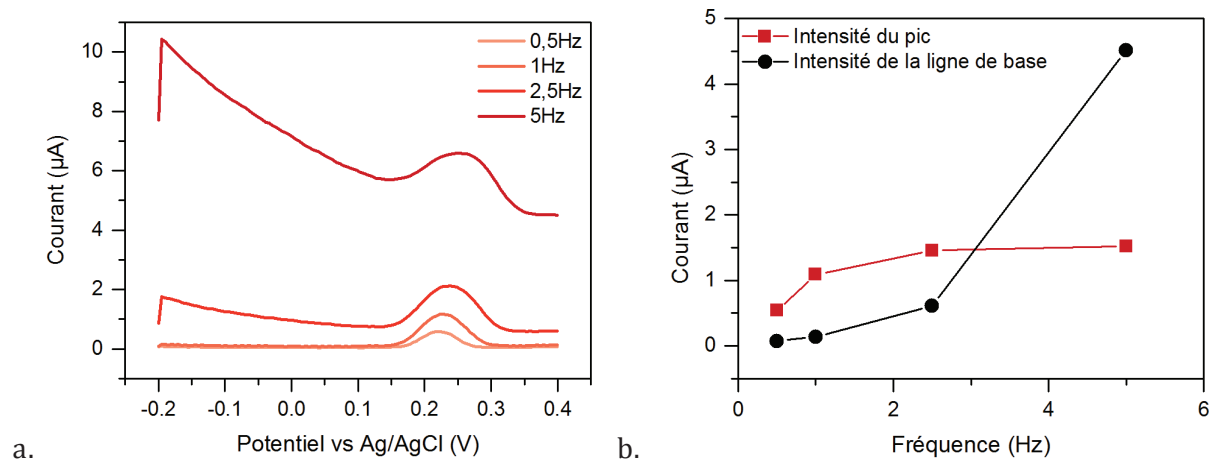 0,5Hz
1Hz
2,5Hz
5Hz
10
8
6
4
2
0
Courant (µA)
-0.2 -0.1 0.0 0.1 0.2 0.3 0.4
Potentiel vs Ag/AgCl (V)
a.
Intensité du pic
Intensité de la ligne de base
5
4
3
2
1
0
Courant (µA)
0 2 4 6
Fréquence (Hz)
b.